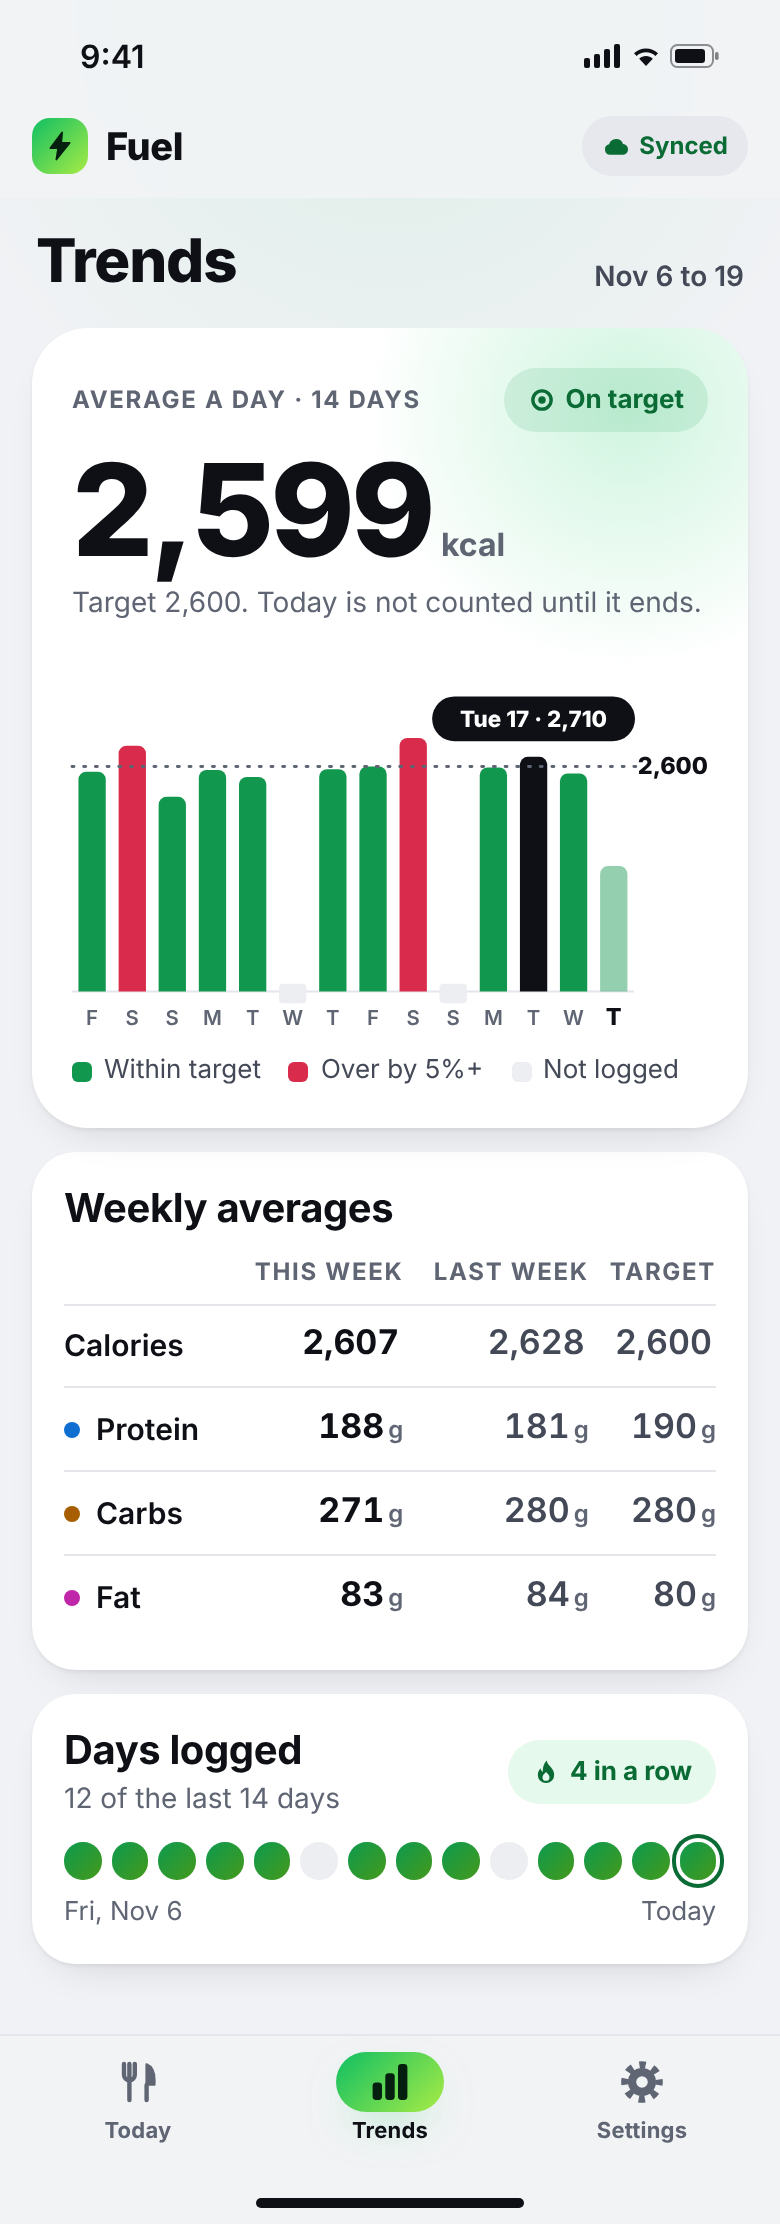 9:41
Fuel
Synced
Trends
Nov 6 to 19
AVERAGE A DAY · 14 DAYS
On target
2,599 kcal
Target 2,600. Today is not counted until it ends.
Tue 17 · 2,710
2,600
F S S M T W T F S S M T W T
Within target
Over by 5%+
Not logged
Weekly averages
THIS WEEK LAST WEEK TARGET
Calories 2,607 2,628 2,600
Protein 188 g 181 g 190 g
Carbs 271 g 280 g 280 g
Fat 83 g 84 g 80 g
Days logged
4 in a row
12 of the last 14 days
Fri, Nov 6
Today
Today
Trends
Settings